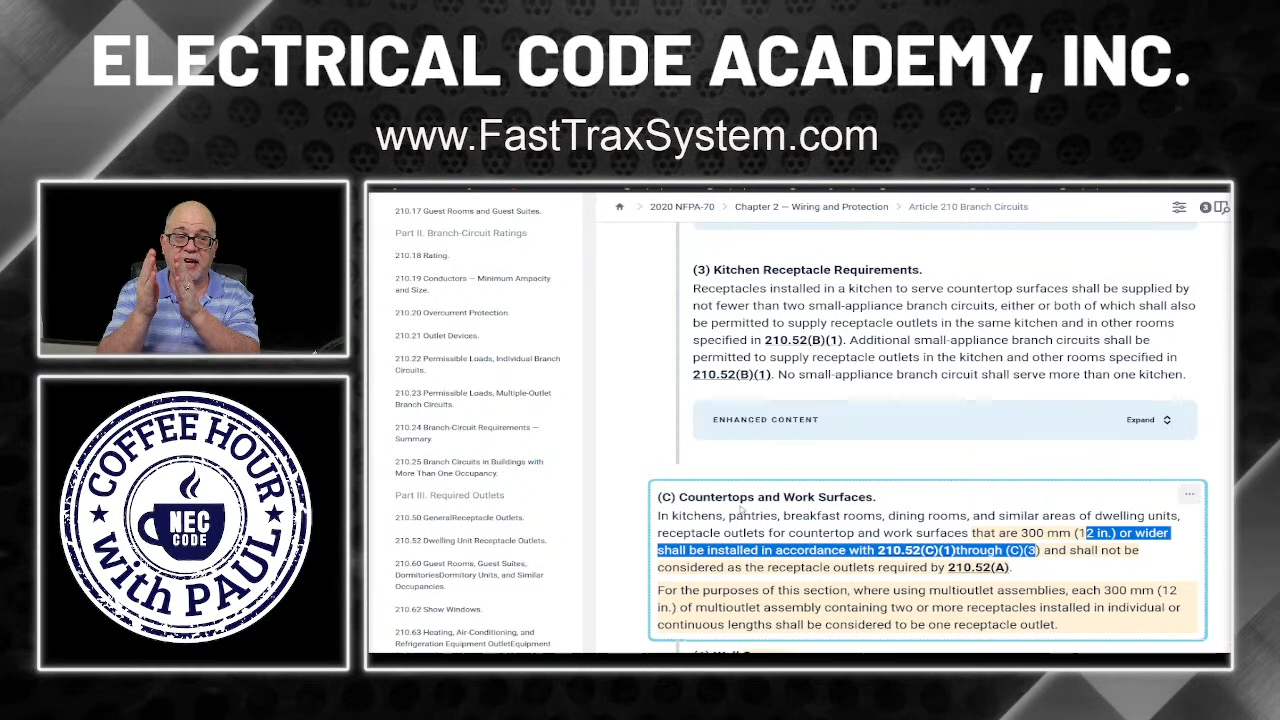 ELECTRICAL CODE ACADEMY, INC.
www.FastTraxSystem.com
COFFEE HOUR
NEC
CODE
with PAUL
210.17 Guest Rooms and Guest Suites.
Part II. Branch-Circuit Ratings
210.18 Rating.
210.19 Conductors — Minimum Ampacity
and Size.
210.20 Overcurrent Protection.
210.21 Outlet Devices.
210.22 Permissible Loads, Individual Branch
Circuits.
210.23 Permissible Loads, Multiple-Outlet
Branch Circuits.
210.24 Branch-Circuit Requirements —
Summary.
210.25 Branch Circuits in Buildings with
More Than One Occupancy.
Part III. Required Outlets
210.50 GeneralReceptacle Outlets.
210.52 Dwelling Unit Receptacle Outlets.
210.60 Guest Rooms, Guest Suites,
DormitoriesDormitory Units, and Similar
Occupancies.
210.62 Show Windows.
210.63 Heating, Air-Conditioning, and
Refrigeration Equipment OutletEquipment
2020 NFPA-70 > Chapter 2 — Wiring and Protection > Article 210 Branch Circuits
3
(3) Kitchen Receptacle Requirements.
Receptacles installed in a kitchen to serve countertop surfaces shall be supplied by
not fewer than two small-appliance branch circuits, either or both of which shall also
be permitted to supply receptacle outlets in the same kitchen and in other rooms
specified in 210.52(B)(1). Additional small-appliance branch circuits shall be
permitted to supply receptacle outlets in the kitchen and other rooms specified in
210.52(B)(1). No small-appliance branch circuit shall serve more than one kitchen.
ENHANCED CONTENT
Expand
(C) Countertops and Work Surfaces.
In kitchens, pantries, breakfast rooms, dining rooms, and similar areas of dwelling units,
receptacle outlets for countertop and work surfaces that are 300 mm (12 in.) or wider
shall be installed in accordance with 210.52(C)(1)through (C)(3) and shall not be
considered as the receptacle outlets required by 210.52(A).
For the purposes of this section, where using multioutlet assemblies, each 300 mm (12
in.) of multioutlet assembly containing two or more receptacles installed in individual or
continuous lengths shall be considered to be one receptacle outlet.